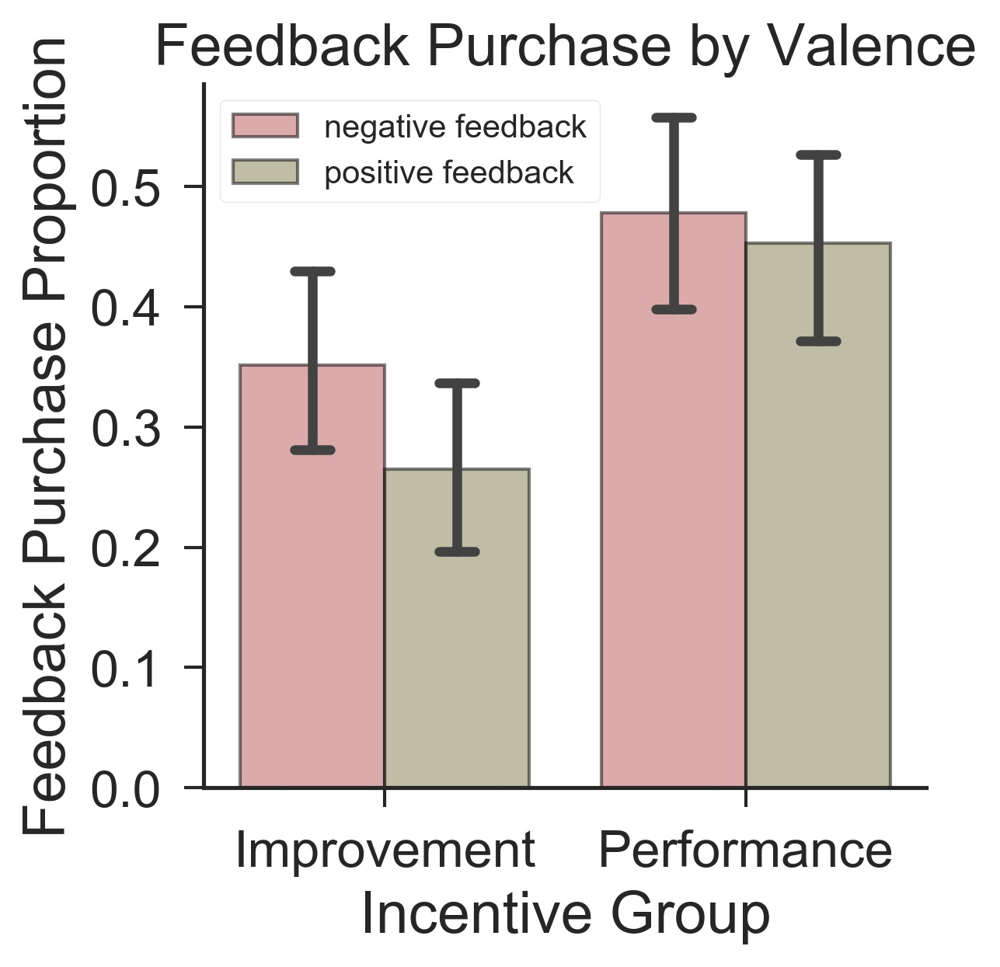 Feedback Purchase by Valence
negative feedback
positive feedback
Feedback Purchase Proportion
0.5
0.4
0.3
0.2
0.1
0.0
Improvement Performance
Incentive Group